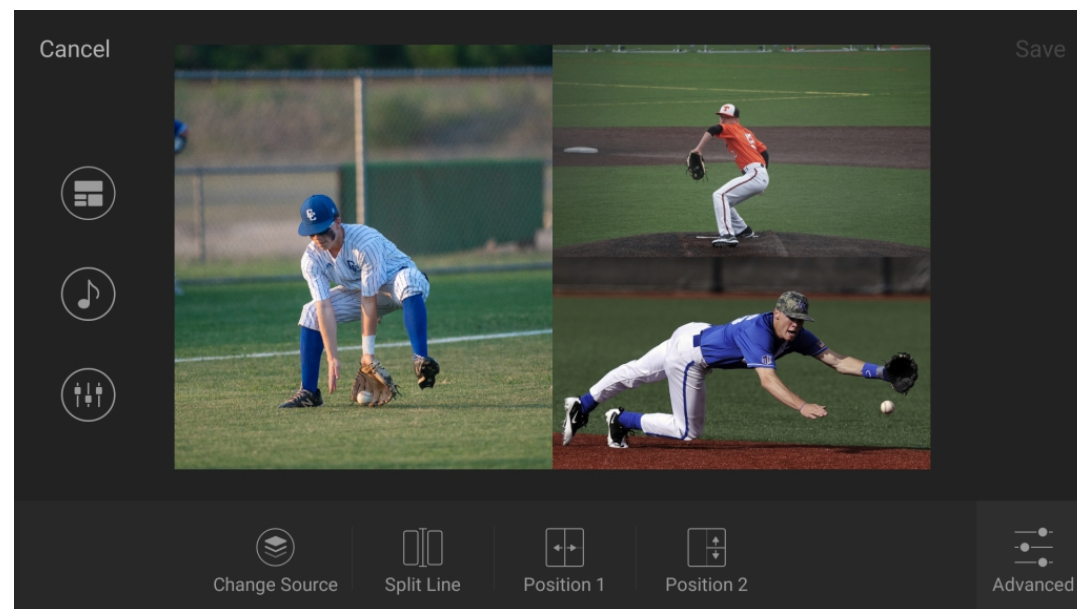 Cancel
Save
Change Source
Split Line
Position 1
Position 2
Advanced